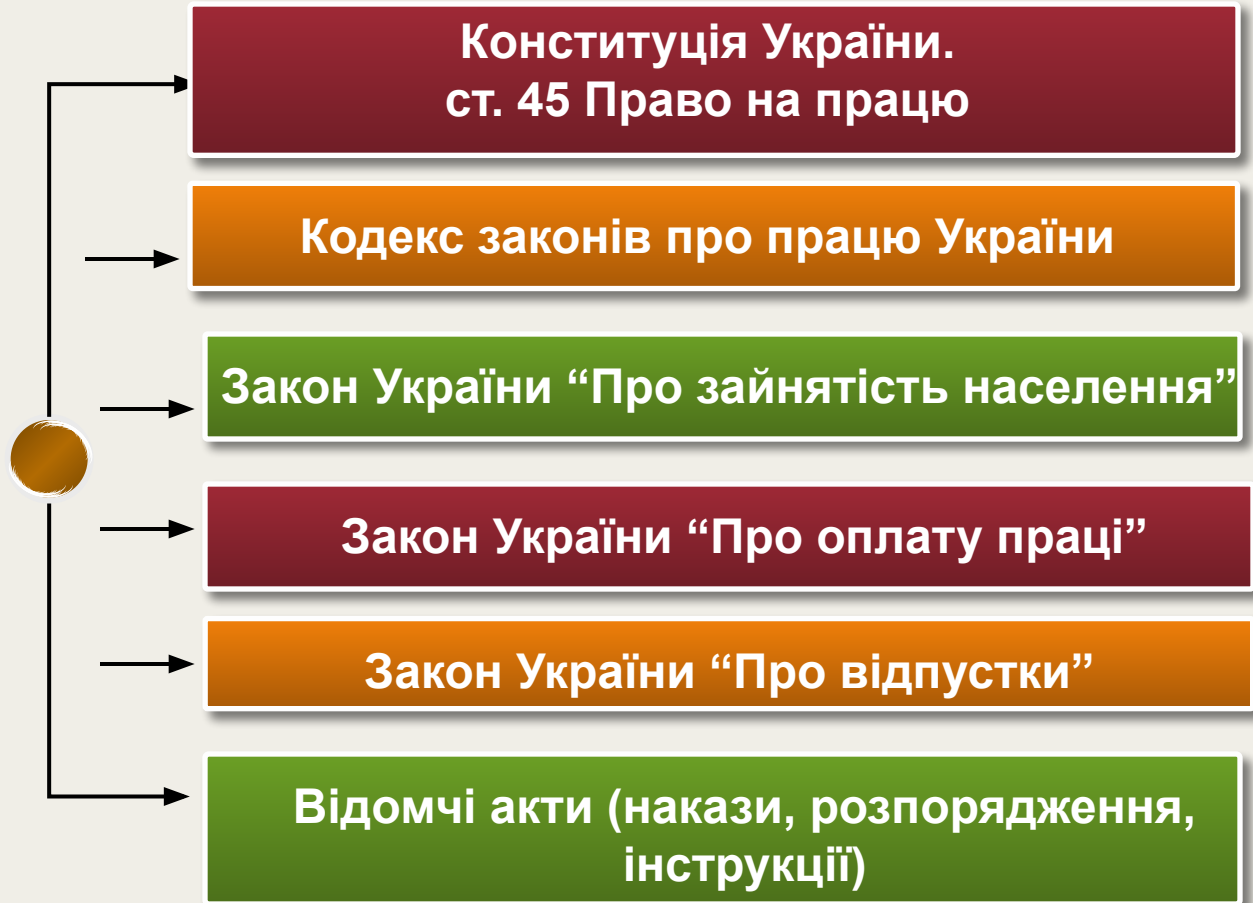 Конституція України.
ст. 45 Право на працю
Кодекс законів про працю України
Закон України “Про зайнятість населення”
Закон України “Про оплату праці”
Закон України “Про відпустки”
Відомчі акти (накази, розпорядження,
інструкції)